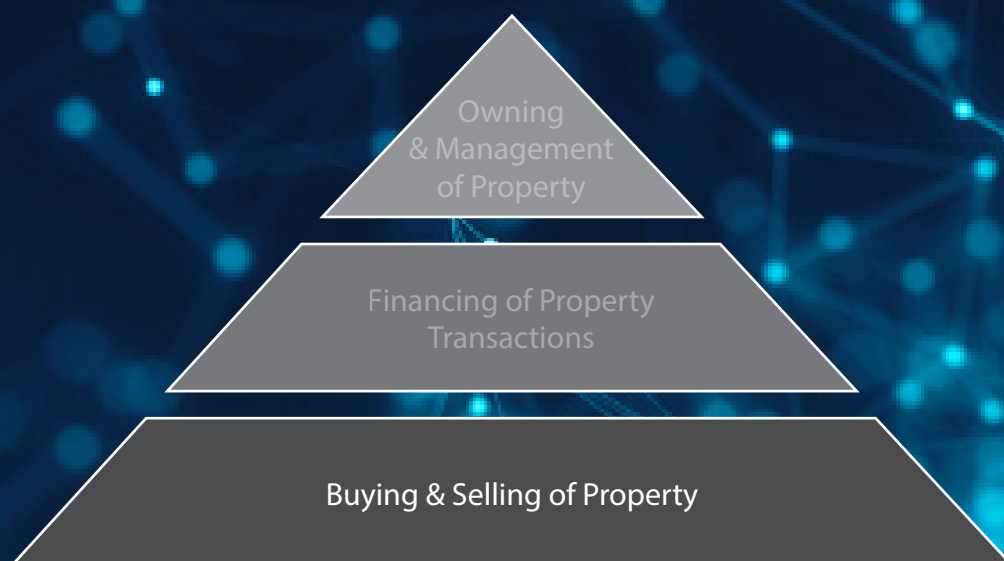 Owning
& Management
of Property
Financing of Property
Transactions
Buying & Selling of Property